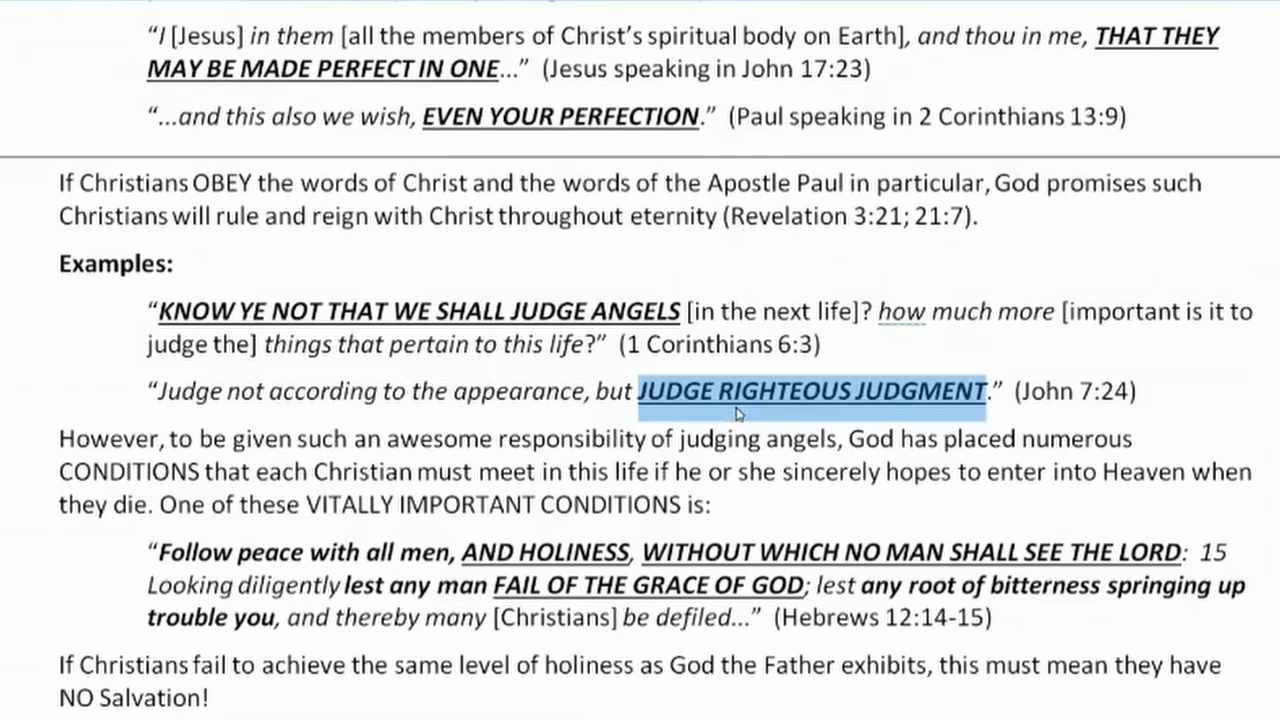 “I [Jesus] in them [all the members of Christ’s spiritual body on Earth], and thou in me, THAT THEY
MAY BE MADE PERFECT IN ONE…” (Jesus speaking in John 17:23)
“…and this also we wish, EVEN YOUR PERFECTION.” (Paul speaking in 2 Corinthians 13:9)
If Christians OBEY the words of Christ and the words of the Apostle Paul in particular, God promises such
Christians will rule and reign with Christ throughout eternity (Revelation 3:21; 21:7).
Examples:
“KNOW YE NOT THAT WE SHALL JUDGE ANGELS [in the next life]? how much more [important is it to
judge the] things that pertain to this life?” (1 Corinthians 6:3)
“Judge not according to the appearance, but JUDGE RIGHTEOUS JUDGMENT.” (John 7:24)
However, to be given such an awesome responsibility of judging angels, God has placed numerous
CONDITIONS that each Christian must meet in this life if he or she sincerely hopes to enter into Heaven when
they die. One of these VITALLY IMPORTANT CONDITIONS is:
“Follow peace with all men, AND HOLINESS, WITHOUT WHICH NO MAN SHALL SEE THE LORD: 15
Looking diligently lest any man FAIL OF THE GRACE OF GOD; lest any root of bitterness springing up
trouble you, and thereby many [Christians] be defiled…” (Hebrews 12:14-15)
If Christians fail to achieve the same level of holiness as God the Father exhibits, this must mean they have
NO Salvation!